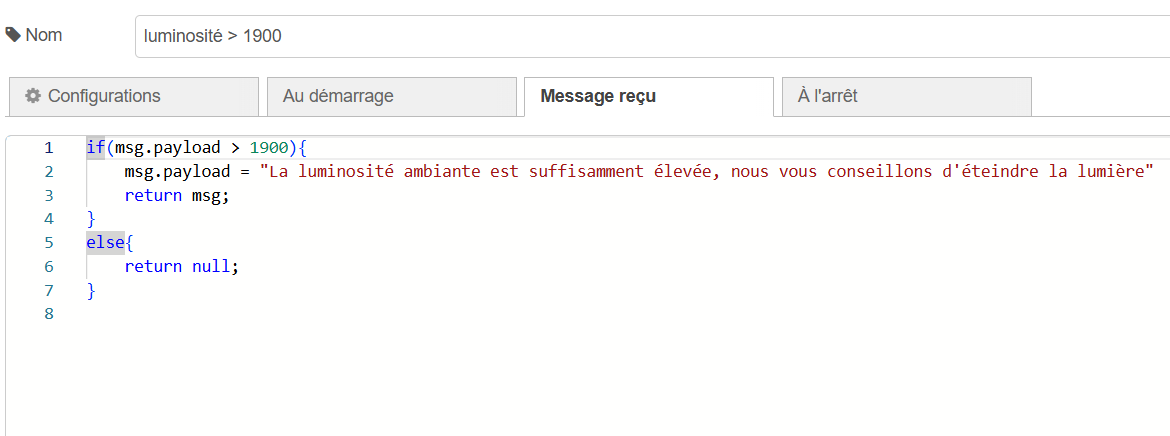 Nom
luminosité > 1900
Configurations
Au démarrage
Message reçu
À l'arrêt
1 if(msg.payload > 1900){
2 msg.payload = "La luminosité ambiante est suffisamment élevée, nous vous conseillons d'éteindre la lumière"
3 return msg;
4 }
5 else{
6 return null;
7 }
8